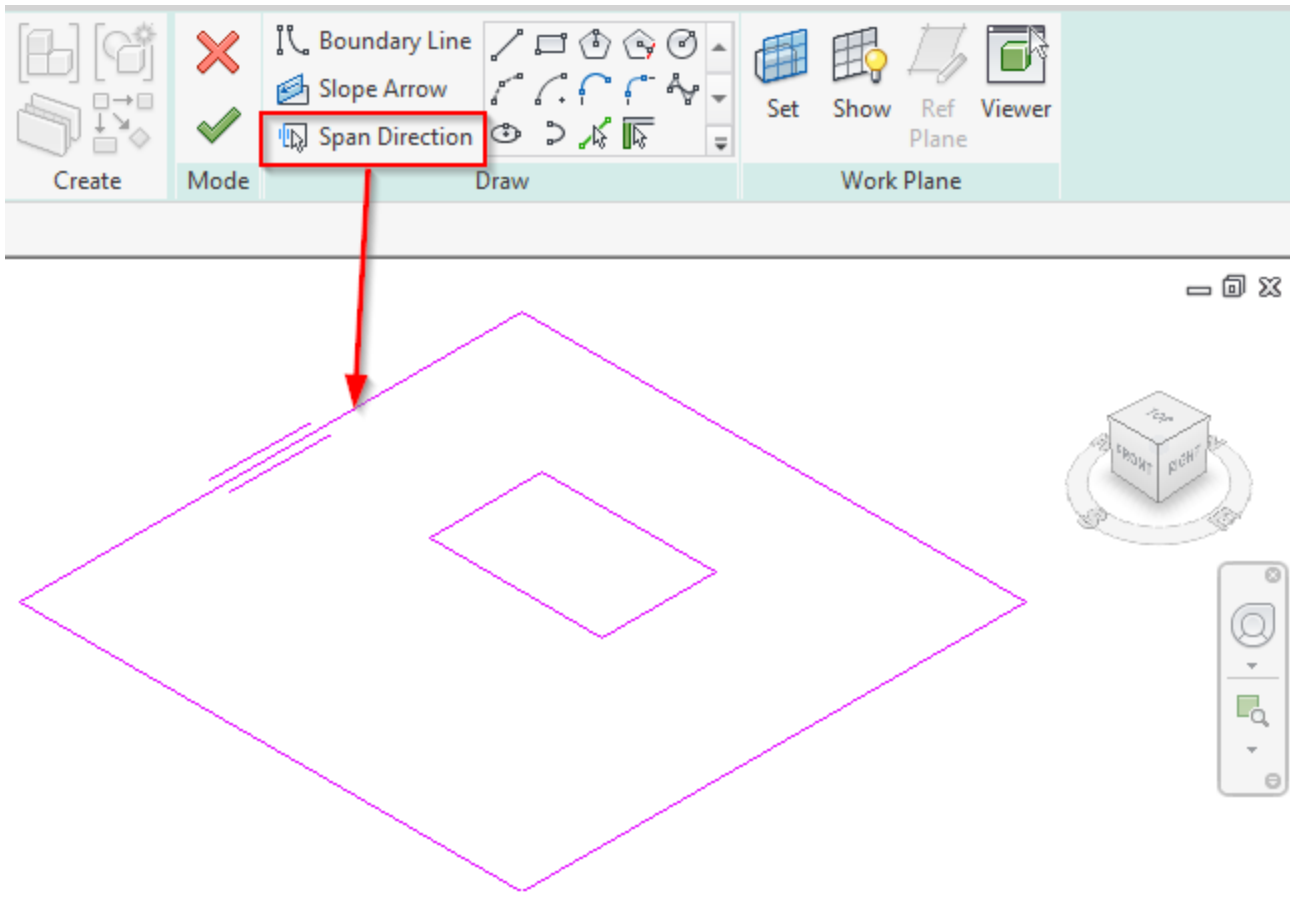 Boundary Line
Slope Arrow
Span Direction
Set
Show
Ref
Plane
Viewer
Create
Mode
Draw
Work Plane
TOP
FRONT
RIGHT